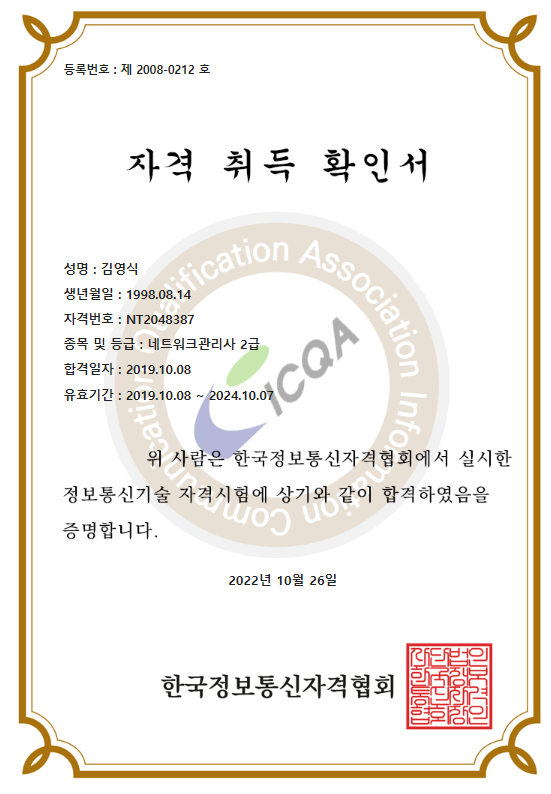 등록번호 : 제 2008-0212 호
자격 취득 확인서
성명 : 김영식
생년월일 : 1998.08.14
자격번호 : NT2048387
종목 및 등급 : 네트워크관리사 2급
합격일자 : 2019.10.08
유효기간 : 2019.10.08 ~ 2024.10.07
Information Communication Qualification Association
ICQA
위 사람은 한국정보통신자격협회에서 실시한
정보통신기술 자격시험에 상기와 같이 합격하였음을
증명합니다.
2022년 10월 26일
한국정보통신자격협회